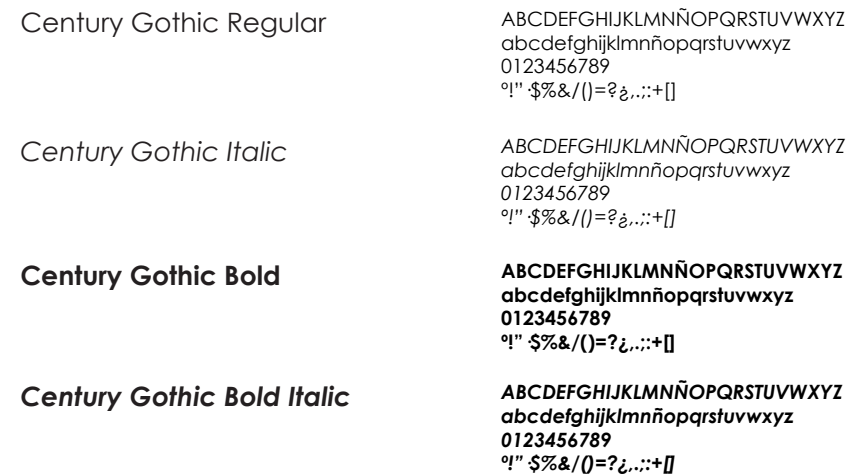 Century Gothic Regular
ABCDEFGHIJKLMNÑOPQRSTUVWXYZ
abcdefghijklmnñopqrstuvwxyz
0123456789
º!” ·$%&/()=?¿,.;:+[]
Century Gothic Italic
ABCDEFGHIJKLMNÑOPQRSTUVWXYZ
abcdefghijklmnñopqrstuvwxyz
0123456789
º!” ·$%&/()=?¿,.;:+[]
Century Gothic Bold
ABCDEFGHIJKLMNÑOPQRSTUVWXYZ
abcdefghijklmnñopqrstuvwxyz
0123456789
º!” ·$%&/()=?¿,.;:+[]
Century Gothic Bold Italic
ABCDEFGHIJKLMNÑOPQRSTUVWXYZ
abcdefghijklmnñopqrstuvwxyz
0123456789
º!” ·$%&/()=?¿,.;:+[]